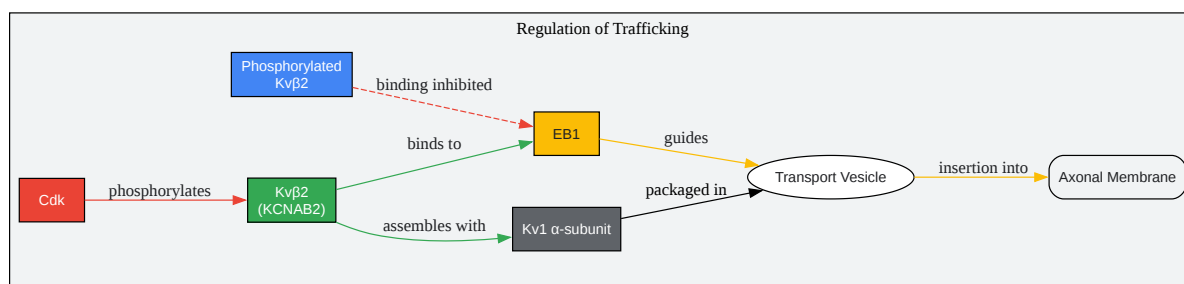 Regulation of Trafficking
Phosphorylated
Kvβ2
binding inhibited
EB1
guides
binds to
Transport Vesicle
insertion into
Axonal Membrane
Cdk
phosphorylates
Kvβ2
(KCNAB2)
packaged in
assembles with
Kv1 α-subunit